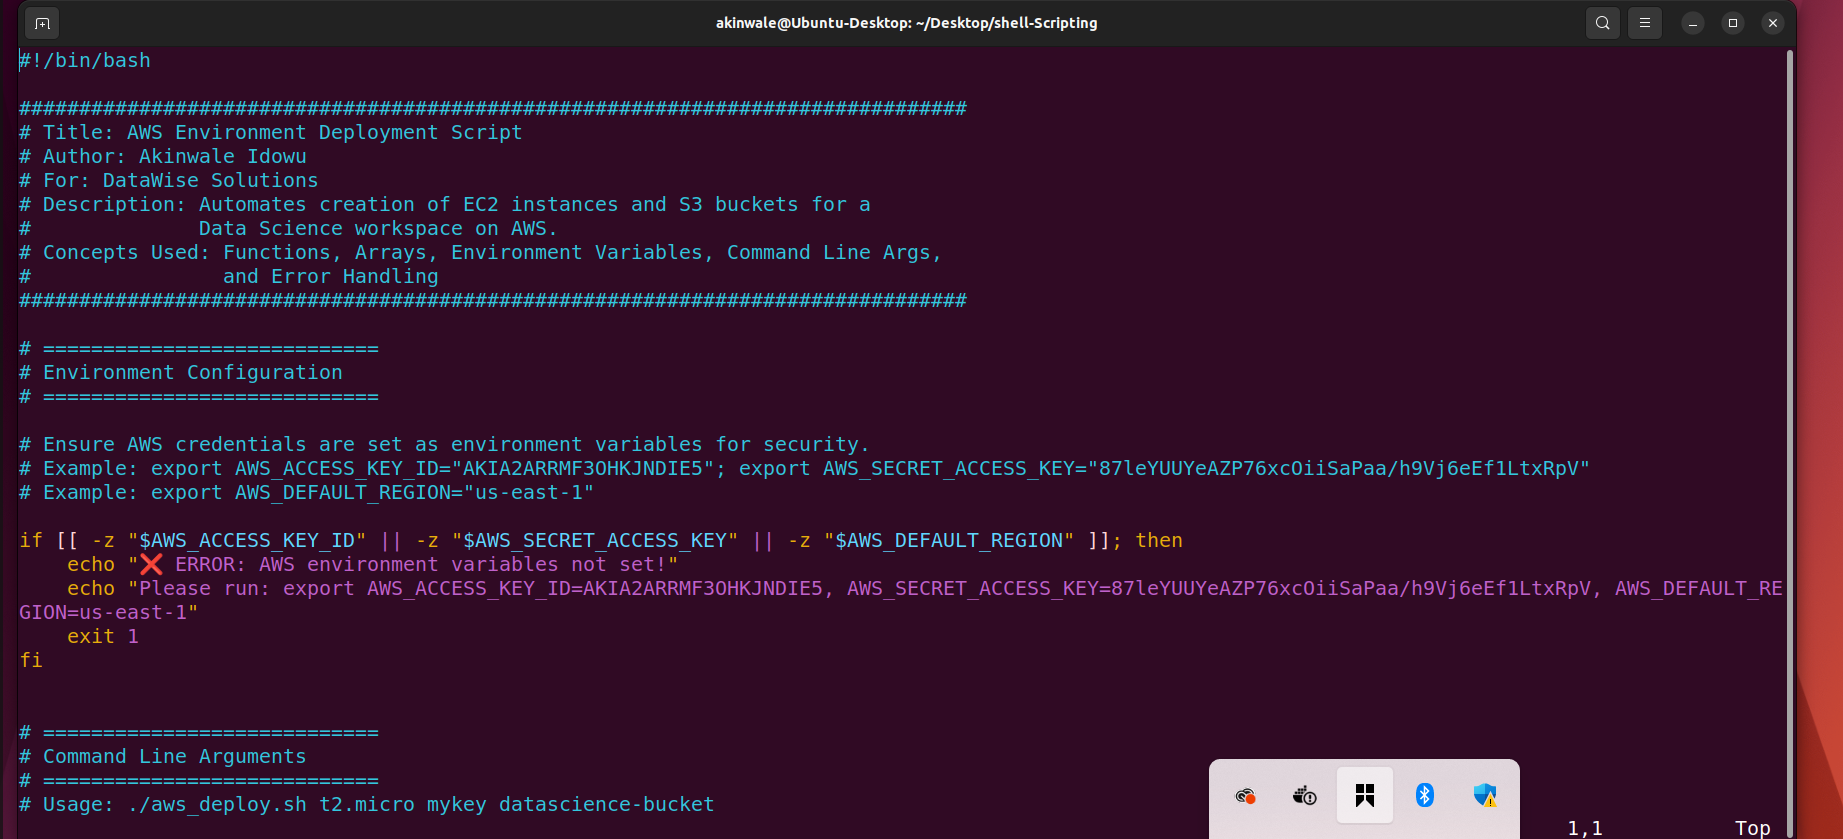 akinwale@Ubuntu-Desktop: ~/Desktop/shell-Scripting
#!/bin/bash
###############################################################################
# Title: AWS Environment Deployment Script
# Author: Akinwale Idowu
# For: DataWise Solutions
# Description: Automates creation of EC2 instances and S3 buckets for a
#              Data Science workspace on AWS.
# Concepts Used: Functions, Arrays, Environment Variables, Command Line Args,
#                and Error Handling
###############################################################################
# ============================
# Environment Configuration
# ============================
# Ensure AWS credentials are set as environment variables for security.
# Example: export AWS_ACCESS_KEY_ID="AKIA2ARRMF3OHKJNDIE5"; export AWS_SECRET_ACCESS_KEY="87leYUUYeAZP76xcOiiSaPaa/h9Vj6eEf1LtxRpV"
# Example: export AWS_DEFAULT_REGION="us-east-1"
if [[ -z "$AWS_ACCESS_KEY_ID" || -z "$AWS_SECRET_ACCESS_KEY" || -z "$AWS_DEFAULT_REGION" ]]; then
    echo "❌ ERROR: AWS environment variables not set!"
    echo "Please run: export AWS_ACCESS_KEY_ID=AKIA2ARRMF3OHKJNDIE5, AWS_SECRET_ACCESS_KEY=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, AWS_DEFAULT_RE
GION=us-east-1"
    exit 1
fi
# ============================
# Command Line Arguments
# ============================
# Usage: ./aws_deploy.sh t2.micro mykey datascience-bucket
1,1 Top